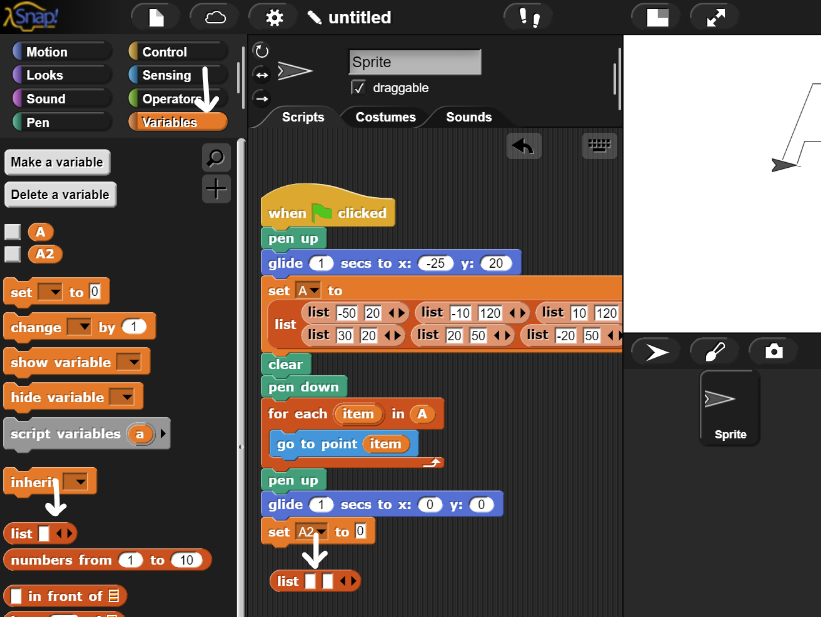 Snap!
untitled
Motion Control
Looks Sensing
Sound Operators
Pen Variables
Sprite
draggable
Scripts Costumes Sounds
Make a variable
Delete a variable
A
A2
set to 0
change by 1
show variable
hide variable
script variables a
inherit
list
numbers from 1 to 10
in front of
when clicked
pen up
glide 1 secs to x: -25 y: 20
set A to
list list -50 20 list -10 120 list 10 120
list 30 20 list 20 50 list -20 50
clear
pen down
for each item in A
go to point item
pen up
glide 1 secs to x: 0 y: 0
set A2 to 0
list
Sprite